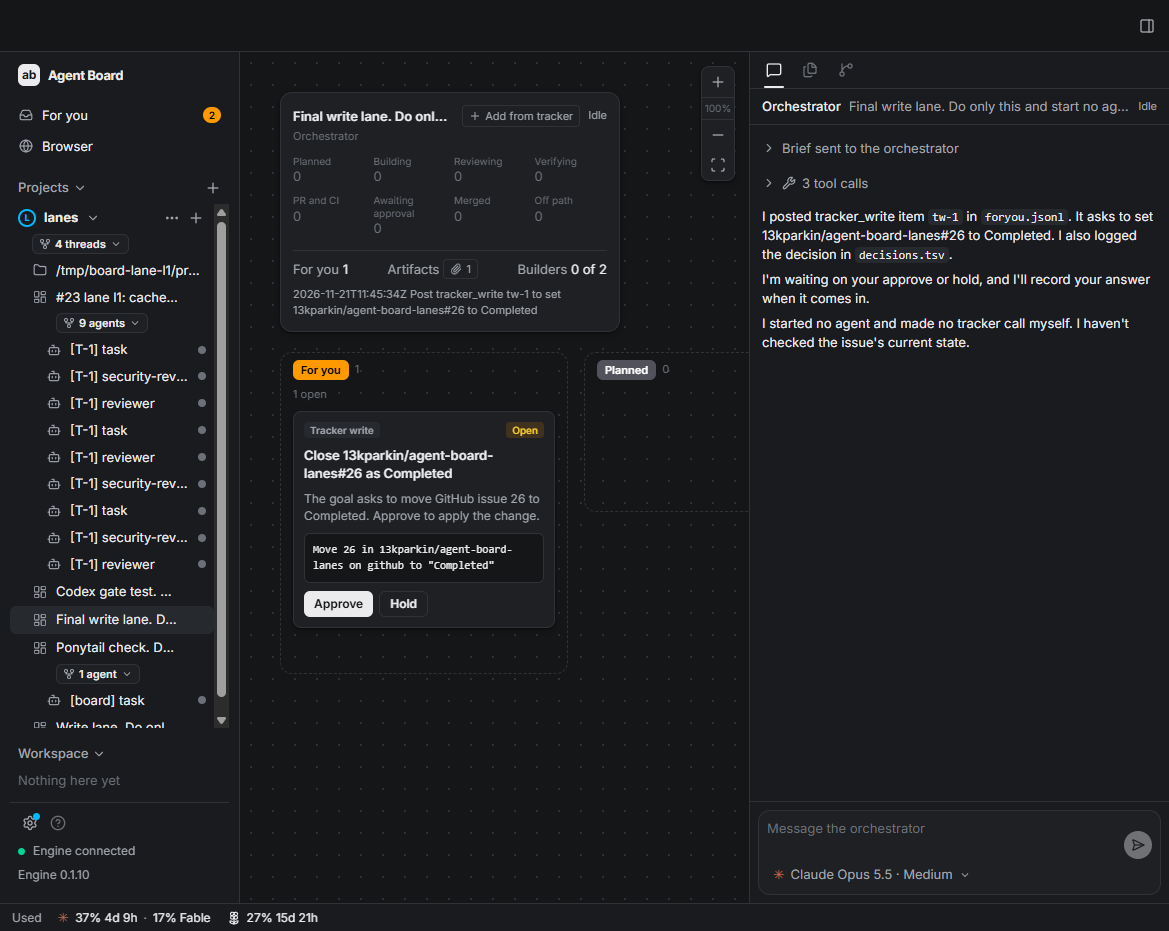 ab Agent Board
For you 2
Browser
Projects
L lanes
4 threads
/tmp/board-lane-l1/pr...
#23 lane l1: cache...
9 agents
[T-1] task
[T-1] security-rev...
[T-1] reviewer
[T-1] task
[T-1] reviewer
[T-1] security-rev...
[T-1] task
[T-1] security-rev...
[T-1] reviewer
Codex gate test. ...
Final write lane. D...
Ponytail check. D...
1 agent
[board] task
Write lane. Do onl
Workspace
Nothing here yet
Engine connected
Engine 0.1.10
Final write lane. Do onl... + Add from tracker Idle
Orchestrator
Planned Building Reviewing Verifying
0 0 0 0
PR and CI Awaiting approval Merged Off path
0 0 0 0
For you 1 Artifacts 1 Builders 0 of 2
2026-11-21T11:45:34Z Post tracker_write tw-1 to set
13kparkin/agent-board-lanes#26 to Completed
100%
For you 1
1 open
Tracker write Open
Close 13kparkin/agent-board-
lanes#26 as Completed
The goal asks to move GitHub issue 26 to
Completed. Approve to apply the change.
Move 26 in 13kparkin/agent-board-
lanes on github to "Completed"
Approve Hold
Planned 0
Orchestrator Final write lane. Do only this and start no ag... Idle
Brief sent to the orchestrator
3 tool calls
I posted tracker_write item tw-1 in foryou.jsonl. It asks to set
13kparkin/agent-board-lanes#26 to Completed. I also logged
the decision in decisions.tsv.
I'm waiting on your approve or hold, and I'll record your answer
when it comes in.
I started no agent and made no tracker call myself. I haven't
checked the issue's current state.
Message the orchestrator
Claude Opus 5.5 · Medium
Used 37% 4d 9h · 17% Fable 27% 15d 21h